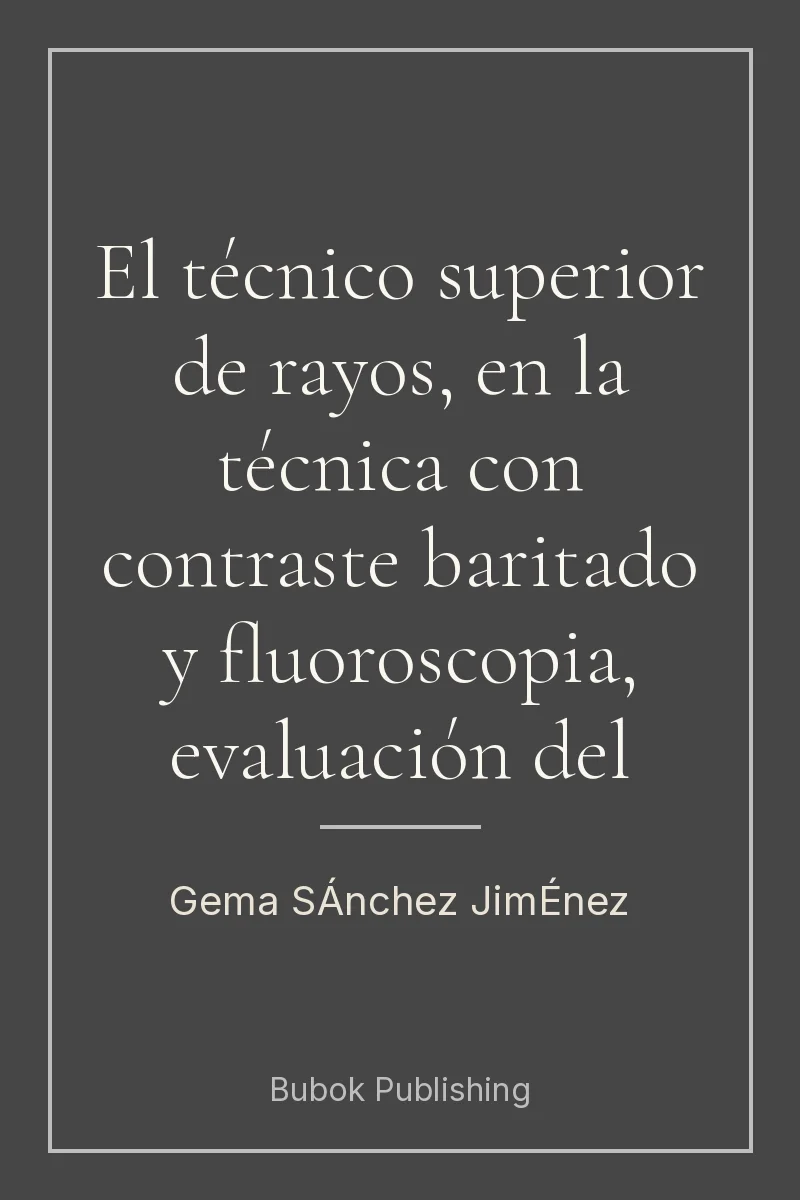 El técnico superior
de rayos, en la
técnica con
contraste baritado
y fluoroscopia,
evaluación del
Gema SÁnchez JimÉnez
Bubok Publishing